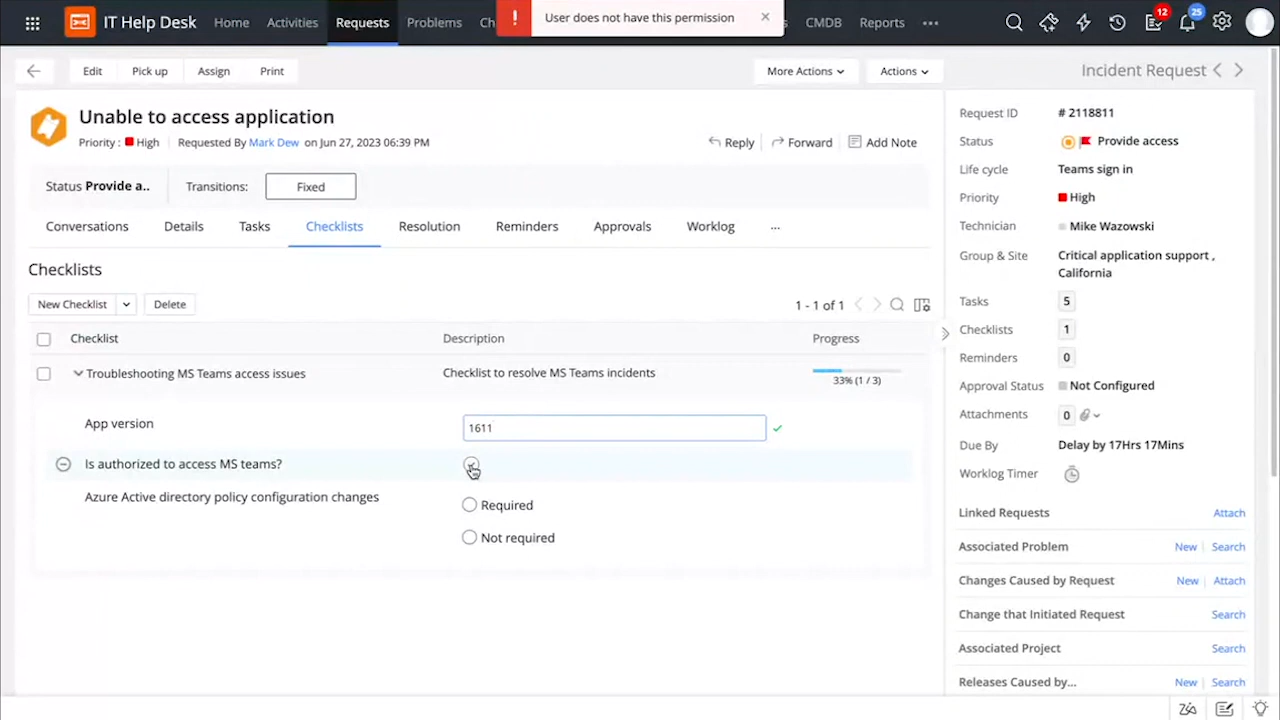 IT Help Desk Home Activities Requests Problems Ch ! User does not have this permission × s CMDB Reports ... 12 25
Edit Pick up Assign Print More Actions Actions Incident Request
Unable to access application
Priority : High Requested By Mark Dew on Jun 27, 2023 06:39 PM
Reply Forward Add Note
Status Provide a.. Transitions: Fixed
Conversations Details Tasks Checklists Resolution Reminders Approvals Worklog ...
Checklists
New Checklist Delete 1 - 1 of 1
Checklist Description Progress
Troubleshooting MS Teams access issues Checklist to resolve MS Teams incidents 33% (1 / 3)
App version 1611
Is authorized to access MS teams?
Azure Active directory policy configuration changes Required
Not required
Request ID # 2118811
Status Provide access
Life cycle Teams sign in
Priority High
Technician Mike Wazowski
Group & Site Critical application support ,
California
Tasks 5
Checklists 1
Reminders 0
Approval Status Not Configured
Attachments 0
Due By Delay by 17Hrs 17Mins
Worklog Timer
Linked Requests Attach
Associated Problem New Search
Changes Caused by Request New Attach
Change that Initiated Request Search
Associated Project Search
Releases Caused by... New Search